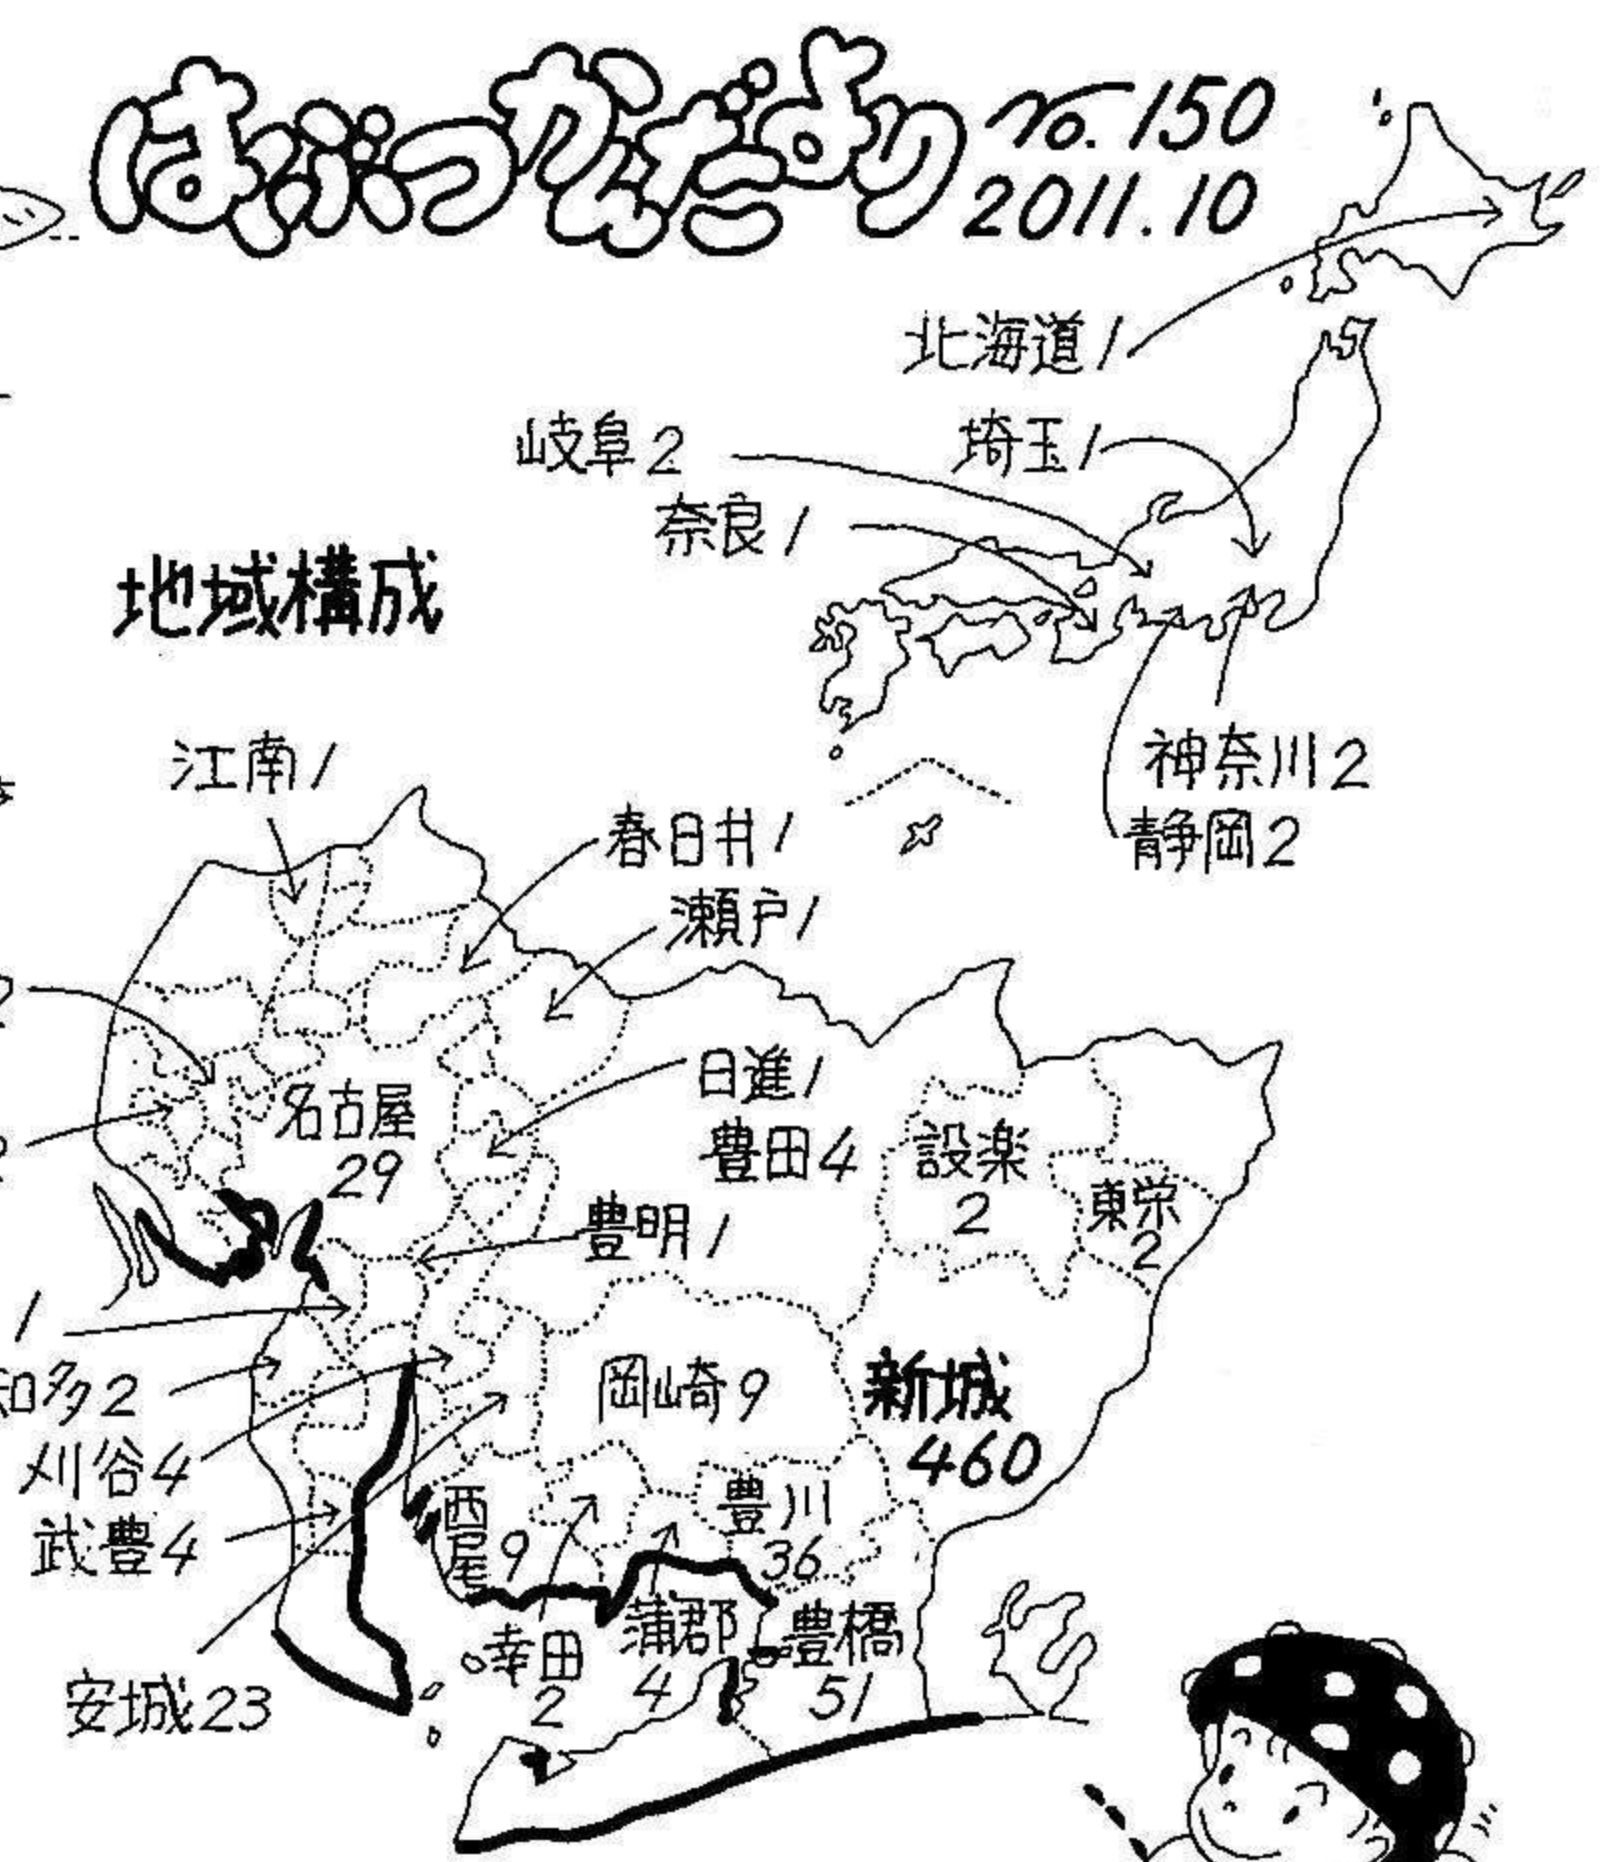 はくぶつかんだより no.150
2011.10
北海道1
岐阜2
埼玉1
奈良1
地域構成
神奈川2
静岡2
江南1
春日井1
瀬戸1
日進1
名古屋
29
豊田4
設楽
2
東栄
2
豊明1
1
知多2
岡崎9
新城
460
刈谷4
武豊4
西尾9
豊川
36
幸田
2
蒲郡
4
豊橋
51
安城23